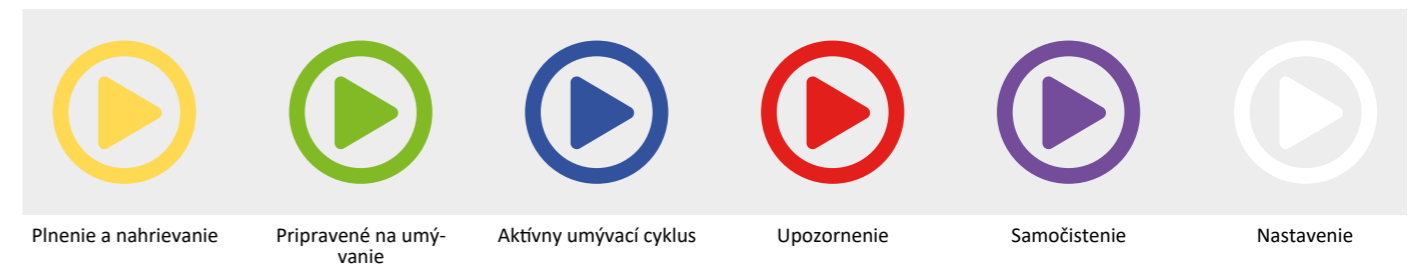 Plnenie a nahrievanie
Pripravené na umý-
vanie
Aktívny umývací cyklus
Upozornenie
Samočistenie
Nastavenie